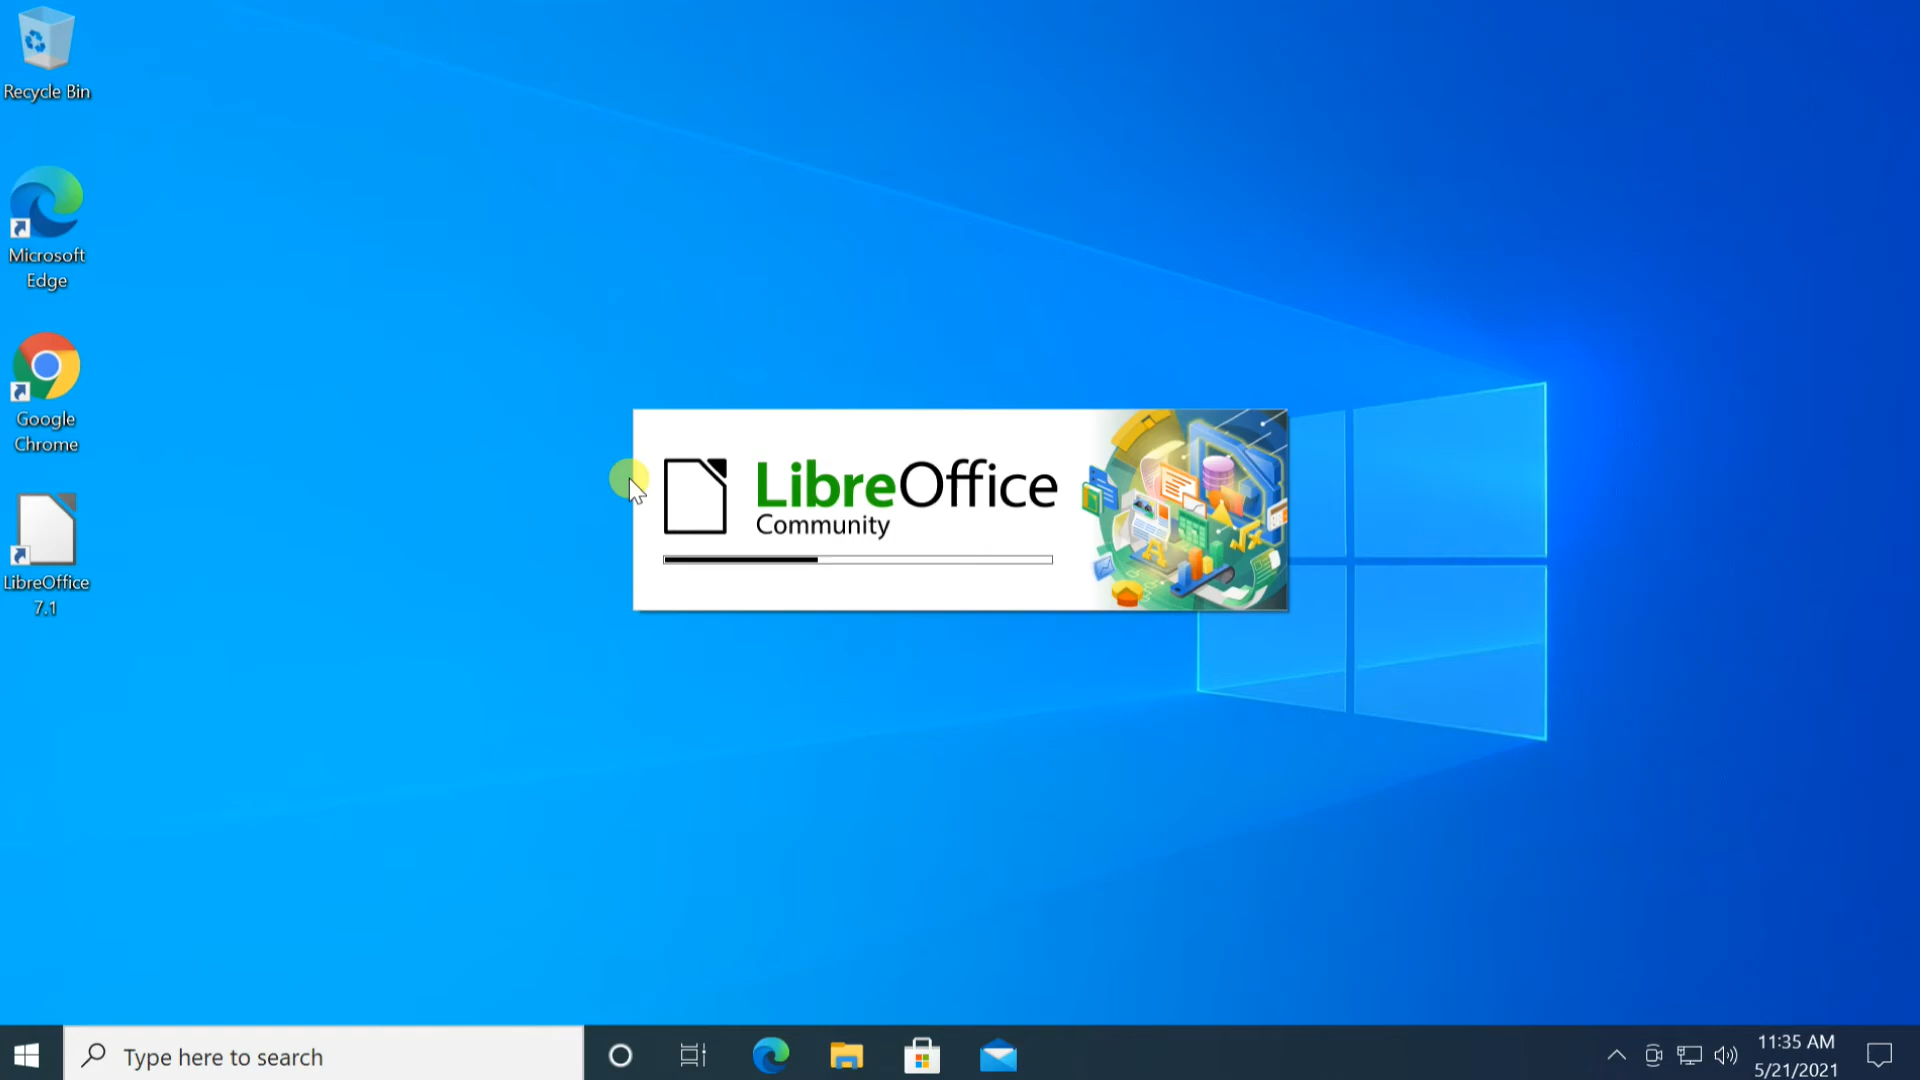 Recycle Bin
Microsoft
Edge
Google
Chrome
LibreOffice
7.1
LibreOffice
Community
Type here to search
11:35 AM
5/21/2021